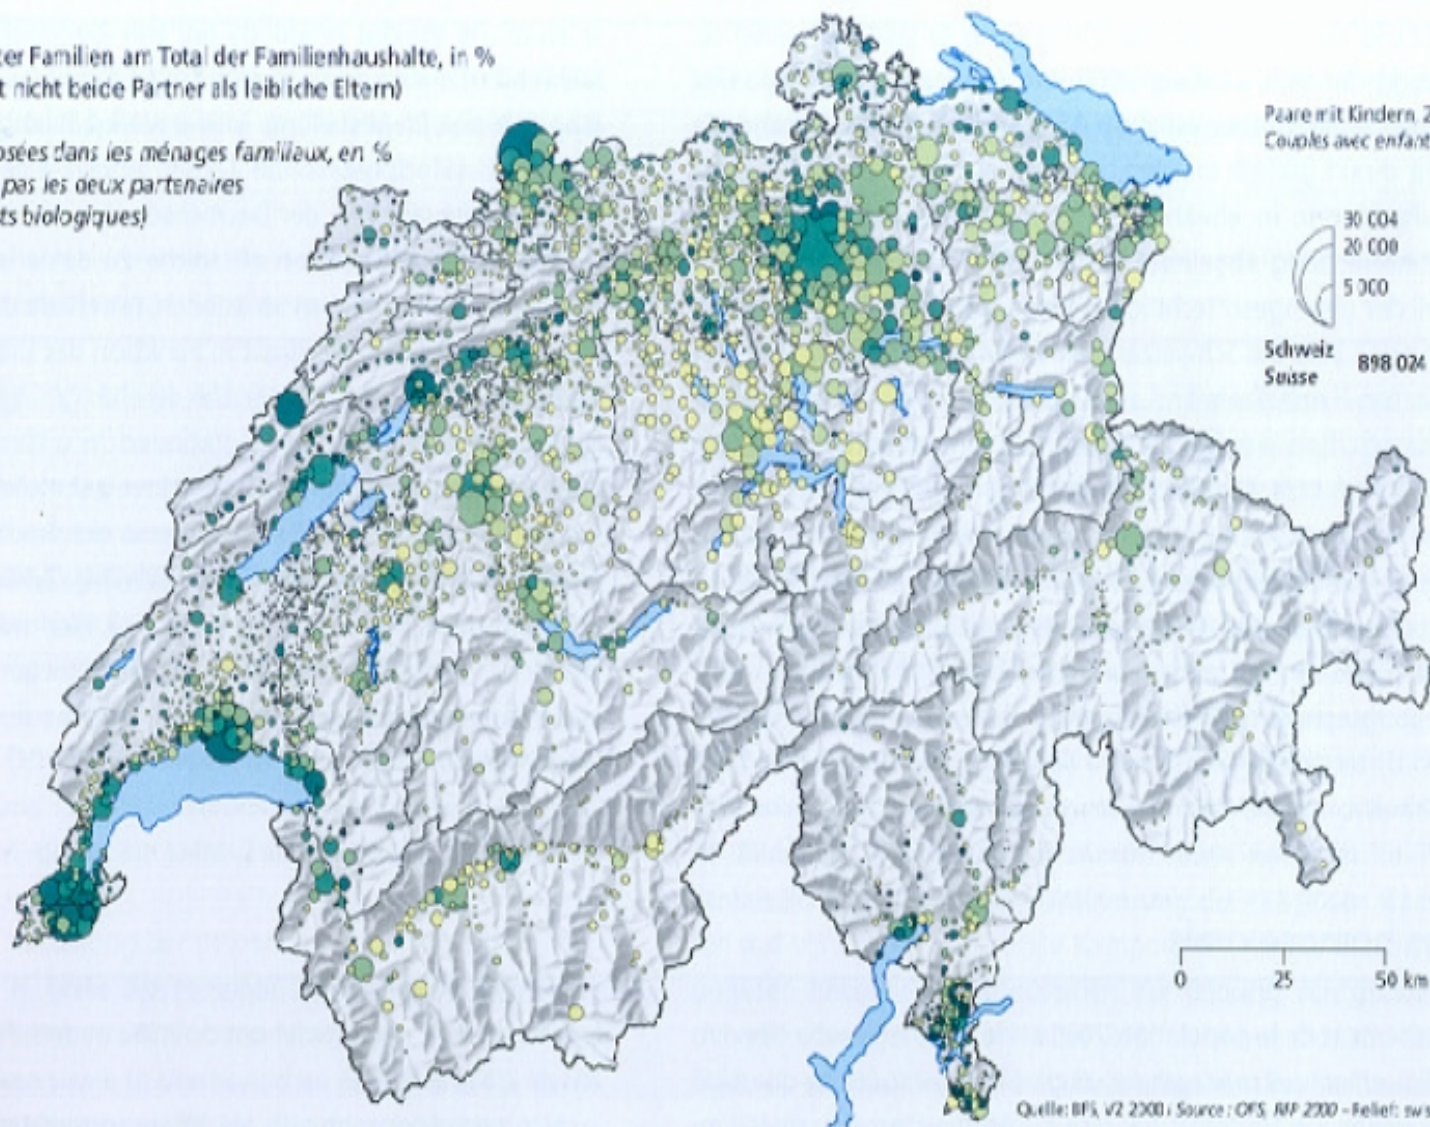 ter Familien am Total der Familienhaushalte, in %
t nicht beide Partner als leibliche Eltern)
osées dans les ménages familiaux, en %
pas les deux partenaires
ts biologiques)
Paare mit Kindern, 2
Couples avec enfant
30 004
20 000
5 000
Schweiz
Suisse 898 024
0 25 50 km
Quelle: BFS, VZ 2000 / Source: OFS, RFP 2000 – Relief: swis